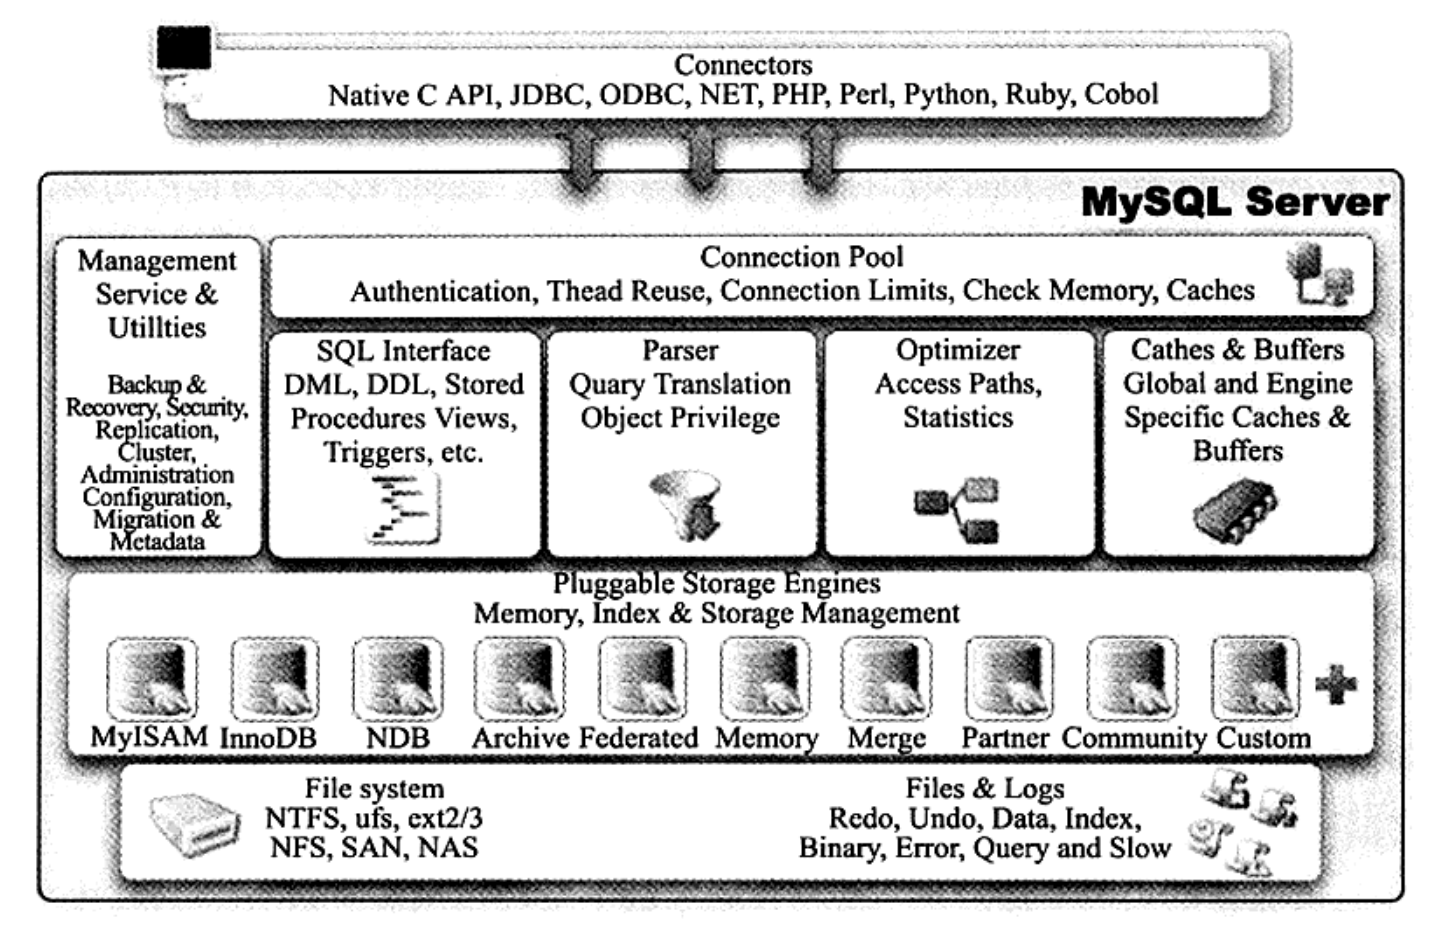 Connectors
Native C API, JDBC, ODBC, NET, PHP, Perl, Python, Ruby, Cobol
MySQL Server
Management
Service &
Utillties
Backup &
Recovery, Security,
Replication,
Cluster,
Administration
Configuration,
Migration &
Metadata
Connection Pool
Authentication, Thead Reuse, Connection Limits, Check Memory, Caches
SQL Interface
DML, DDL, Stored
Procedures Views,
Triggers, etc.
Parser
Quary Translation
Object Privilege
Optimizer
Access Paths,
Statistics
Cathes & Buffers
Global and Engine
Specific Caches &
Buffers
Pluggable Storage Engines
Memory, Index & Storage Management
MyISAM InnoDB NDB Archive Federated Memory Merge Partner Community Custom
File system
NTFS, ufs, ext2/3
NFS, SAN, NAS
Files & Logs
Redo, Undo, Data, Index,
Binary, Error, Query and Slow